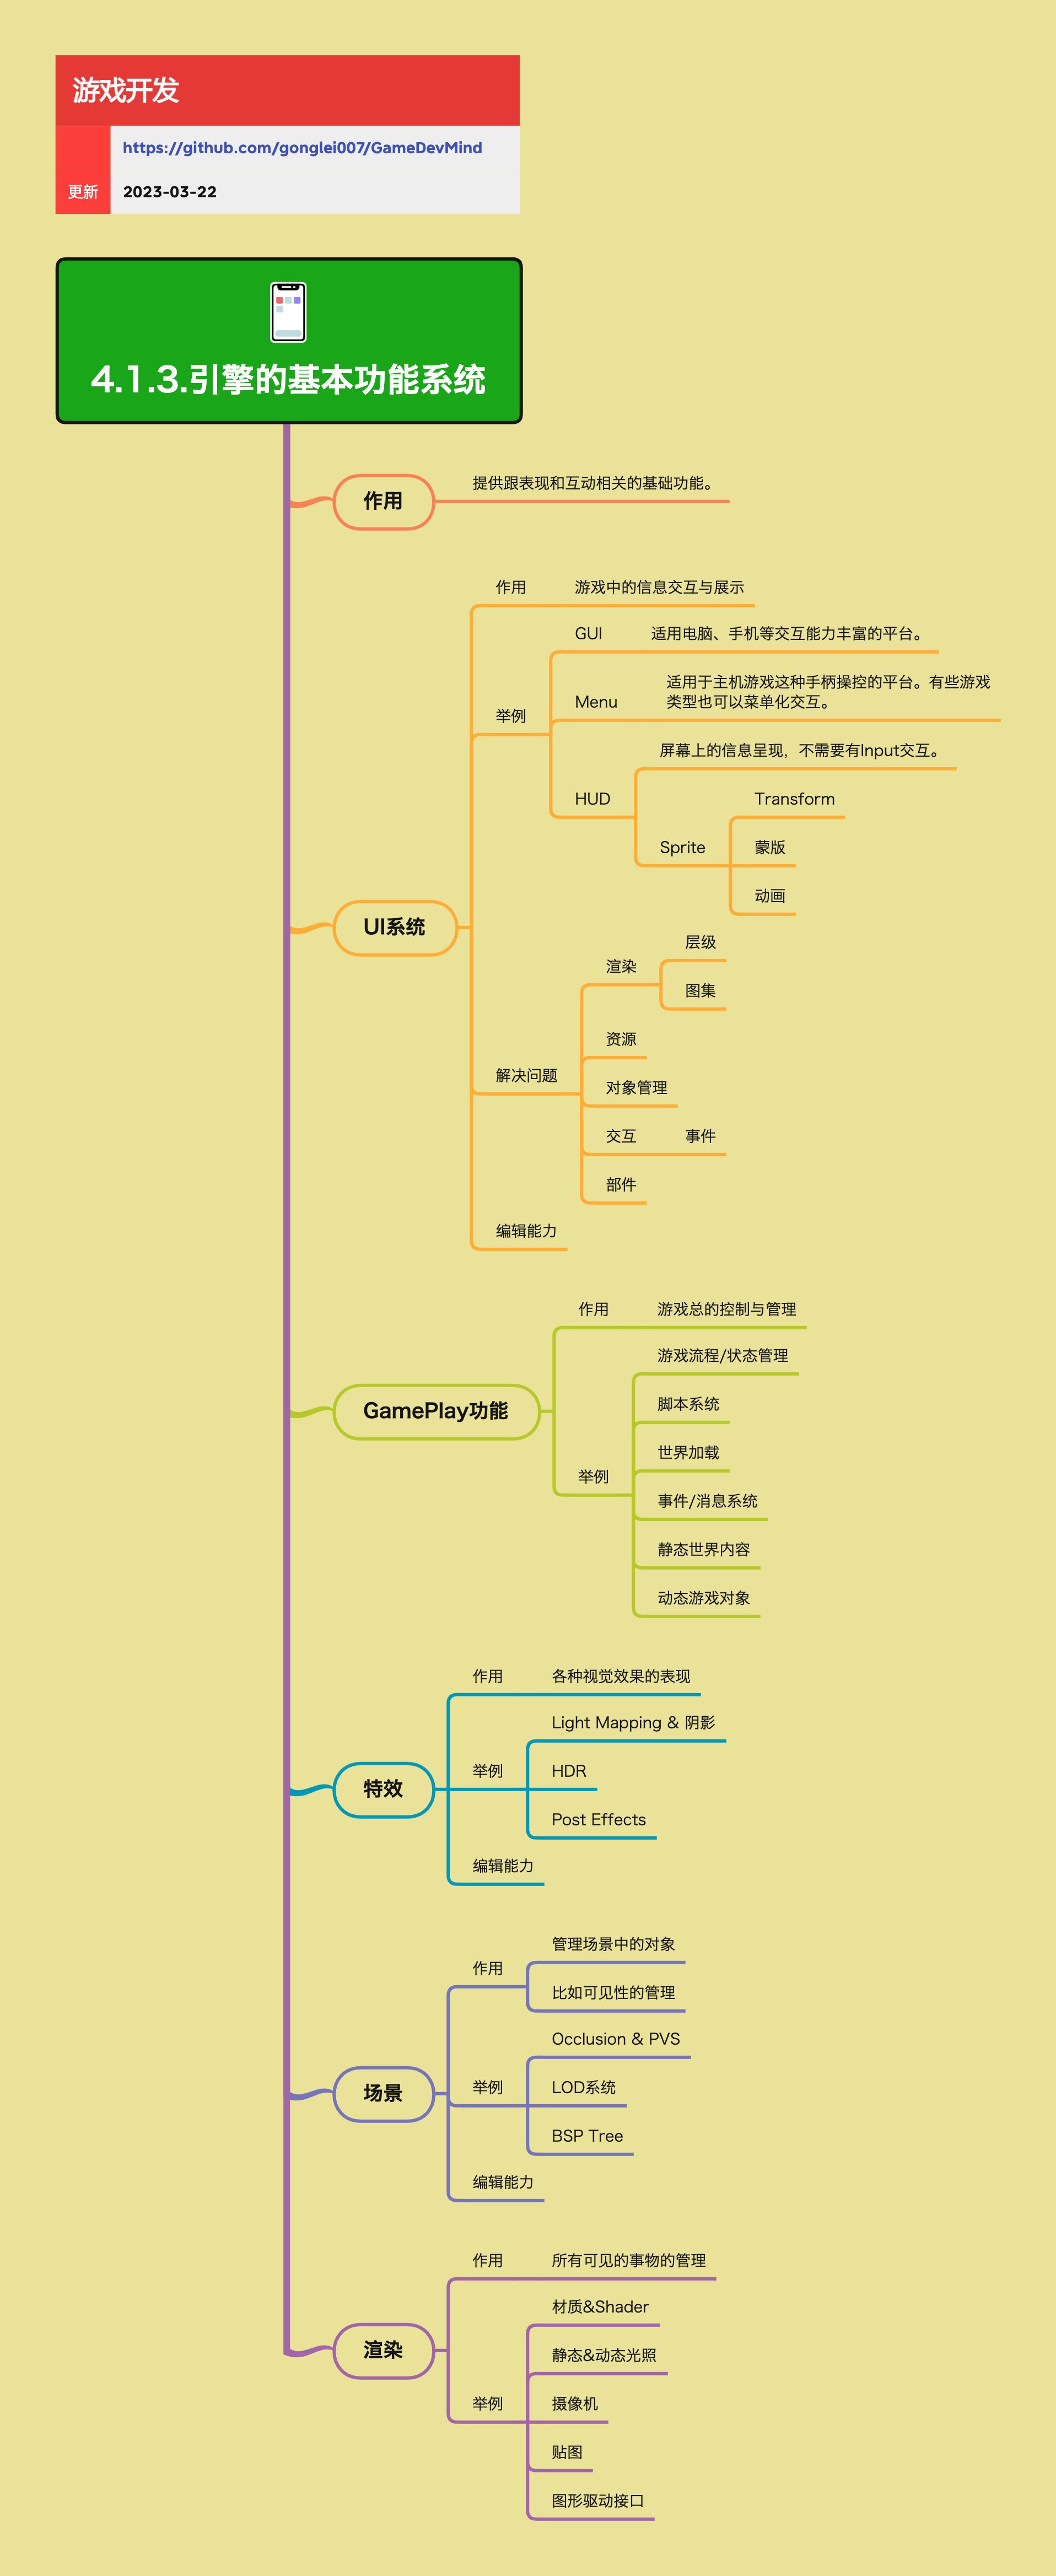 游戏开发
https://github.com/gonglei007/GameDevMind
更新 2023-03-22
4.1.3.引擎的基本功能系统
作用
提供跟表现和互动相关的基础功能。
UI系统
作用
游戏中的信息交互与展示
举例
GUI
适用电脑、手机等交互能力丰富的平台。
Menu
适用于主机游戏这种手柄操控的平台。有些游戏
类型也可以菜单化交互。
HUD
屏幕上的信息呈现，不需要有Input交互。
Sprite
Transform
蒙版
动画
解决问题
渲染
层级
图集
资源
对象管理
交互
事件
部件
编辑能力
GamePlay功能
作用
游戏总的控制与管理
举例
游戏流程/状态管理
脚本系统
世界加载
事件/消息系统
静态世界内容
动态游戏对象
特效
作用
各种视觉效果的表现
举例
Light Mapping & 阴影
HDR
Post Effects
编辑能力
场景
作用
管理场景中的对象
比如可见性的管理
举例
Occlusion & PVS
LOD系统
BSP Tree
编辑能力
渲染
作用
所有可见的事物的管理
举例
材质&Shader
静态&动态光照
摄像机
贴图
图形驱动接口